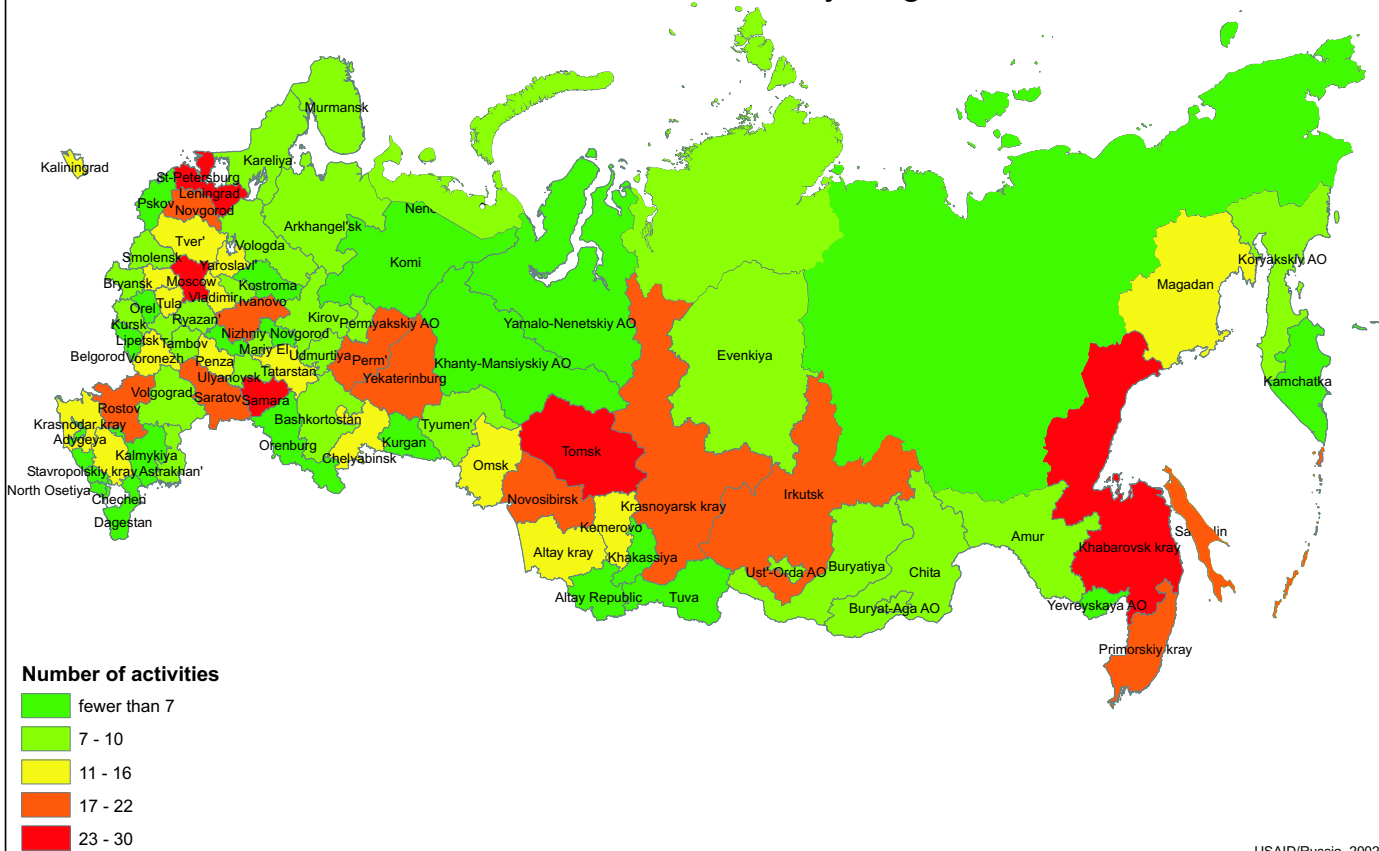 Murmansk
Kaliningrad
Kareliya
St-Petersburg
Leningrad
Pskov
Novgorod
Nenc
Arkhangel'sk
Tver'
Vologda
Smolensk
Yaroslavl'
Komi
Koryakskiy AO
Bryansk
Moscow
Kostroma
Magadan
Vladimir
Ivanovo
Orel
Tula
Ryazan'
Kirov
Permyakskiy AO
Yamalo-Nenetskiy AO
Kursk
Nizhniy Novgorod
Lipetsk
Tambov
Mariy El
Belgorod
Voronezh
Penza
Udmurtiya
Perm'
Khanty-Mansiyskiy AO
Evenkiya
Tatarstan
Ulyanovsk
Yekaterinburg
Kamchatka
Volgograd
Saratov
Samara
Rostov
Krasnodar kray
Bashkortostan
Tyumen'
Adygeya
Orenburg
Kurgan
Kalmykiya
Chelyabinsk
Tomsk
Omsk
Stavropolskiy kray
Astrakhan'
North Osetiya
Chechen
Novosibirsk
Irkutsk
Krasnoyarsk kray
Dagestan
Kemerovo
Amur
Altay kray
Khakassiya
Khabarovsk kray
Ust'-Orda AO
Buryatiya
Chita
Altay Republic
Tuva
Buryat-Aga AO
Yevreyskaya AO
Primorskiy kray
Number of activities
fewer than 7
7 - 10
11 - 16
17 - 22
23 - 30
USAID/Russia, 2002